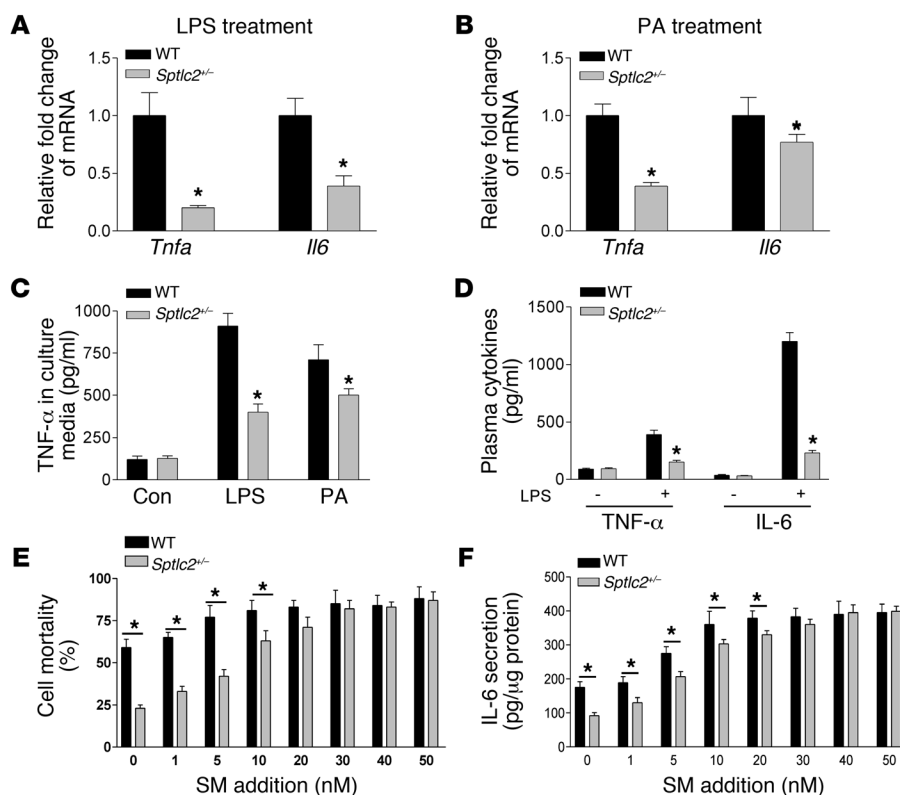 A
LPS treatment
WT
Sptlc2+/–
Relative fold change
of mRNA
1.5
1.0
0.5
0.0
*
*
Tnfa
Il6
B
PA treatment
WT
Sptlc2+/–
Relative fold change
of mRNA
1.5
1.0
0.5
0.0
*
*
Tnfa
Il6
C
WT
Sptlc2+/–
TNF-α in culture
media (pg/ml)
1000
750
500
250
0
*
*
Con
LPS
PA
D
WT
Sptlc2+/–
Plasma cytokines
(pg/ml)
1500
1000
500
0
*
*
LPS - + - +
TNF-α
IL-6
E
WT
Sptlc2+/–
Cell mortality
(%)
100
75
50
25
0
*
*
*
*
0 1 5 10 20 30 40 50
SM addition (nM)
F
WT
Sptlc2+/–
IL-6 secretion
(pg/μg protein)
500
400
300
200
100
0
*
*
*
*
*
0 1 5 10 20 30 40 50
SM addition (nM)